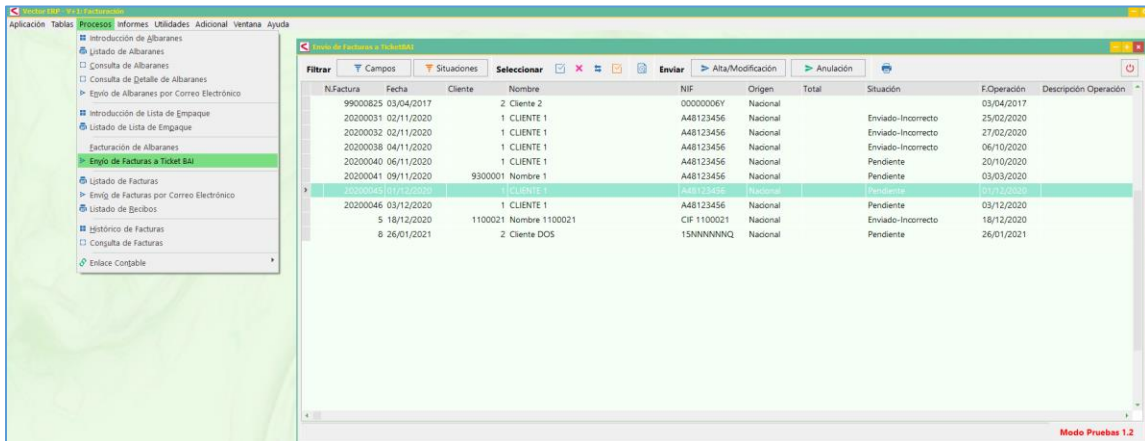 Vector ERP - V+1: Facturación
Aplicación Tablas Procesos Informes Utilidades Adicional Ventana Ayuda
Introducción de Albaranes
Listado de Albaranes
Consulta de Albaranes
Consulta de Detalle de Albaranes
Envío de Albaranes por Correo Electrónico
Introducción de Lista de Empaque
Listado de Lista de Empaque
Facturación de Albaranes
Envío de Facturas a Ticket BAI
Listado de Facturas
Envío de Facturas por Correo Electrónico
Listado de Recibos
Histórico de Facturas
Consulta de Facturas
Enlace Contable
Envío de Facturas a TicketBAI
Filtrar Campos Situaciones Seleccionar Enviar Alta/Modificación Anulación
N.Factura Fecha Cliente Nombre NIF Origen Total Situación F.Operación Descripción Operación
99000825 03/04/2017 2 Cliente 2 00000006Y Nacional 03/04/2017
20200031 02/11/2020 1 CLIENTE 1 A48123456 Nacional Enviado-Incorrecto 25/02/2020
20200032 02/11/2020 1 CLIENTE 1 A48123456 Nacional Enviado-Incorrecto 27/02/2020
20200038 04/11/2020 1 CLIENTE 1 A48123456 Nacional Enviado-Incorrecto 06/10/2020
20200040 06/11/2020 1 CLIENTE 1 A48123456 Nacional Pendiente 20/10/2020
20200041 09/11/2020 9300001 Nombre 1 A48123456 Nacional Pendiente 03/03/2020
20200045 01/12/2020 1 CLIENTE 1 A48123456 Nacional Pendiente 01/12/2020
20200046 03/12/2020 1 CLIENTE 1 A48123456 Nacional Pendiente 03/12/2020
5 18/12/2020 1100021 Nombre 1100021 CIF 1100021 Nacional Enviado-Incorrecto 18/12/2020
8 26/01/2021 2 Cliente DOS 15NNNNNQ Nacional Pendiente 26/01/2021
Modo Pruebas 1.2